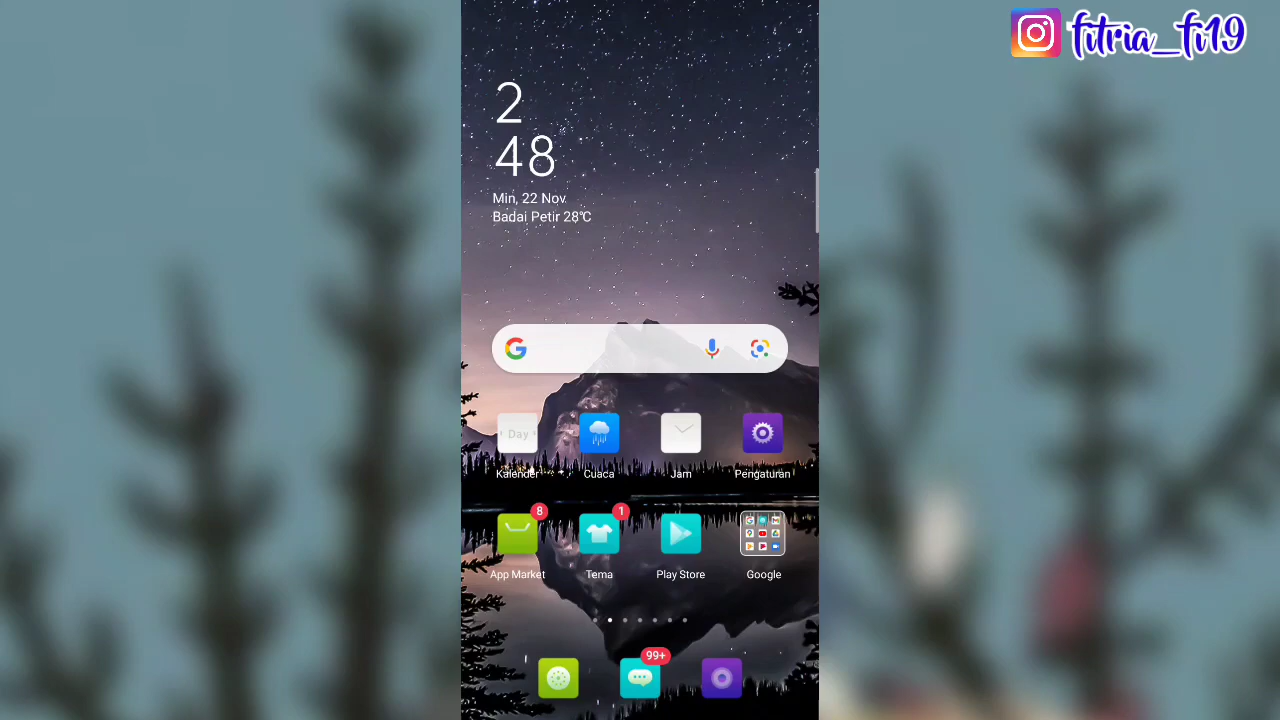 fitria_fi19
2
48
Min, 22 Nov
Badai Petir 28°C
G
Day
Kalender
Cuaca
Jam
Pengaturan
8
1
App Market
Tema
Play Store
Google
99+